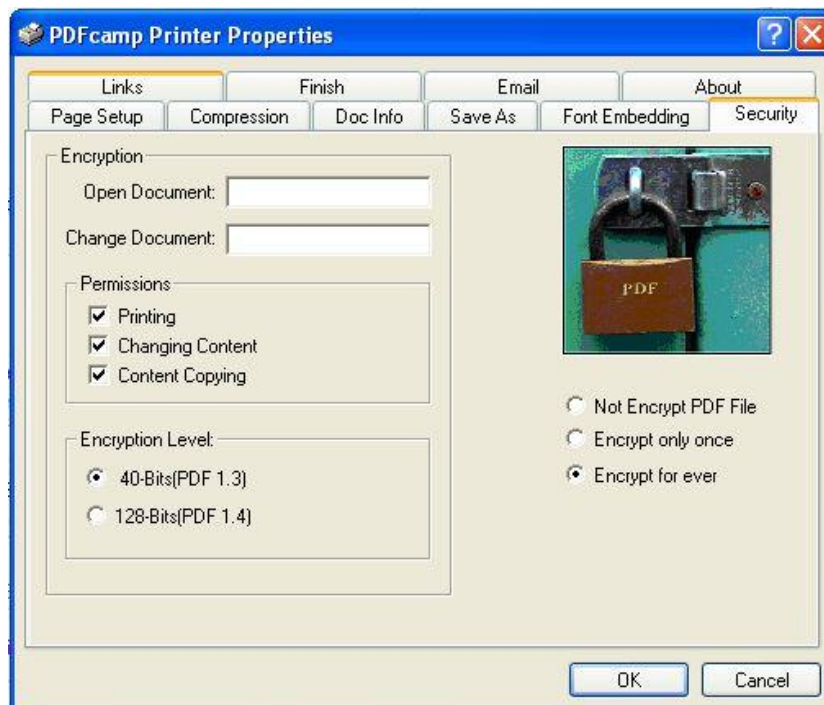 PDFcamp Printer Properties
Links Finish Email About
Page Setup Compression Doc Info Save As Font Embedding Security
Encryption
Open Document:
Change Document:
Permissions
Printing
Changing Content
Content Copying
Encryption Level:
40-Bits(PDF 1.3)
128-Bits(PDF 1.4)
PDF
Not Encrypt PDF File
Encrypt only once
Encrypt for ever
OK Cancel